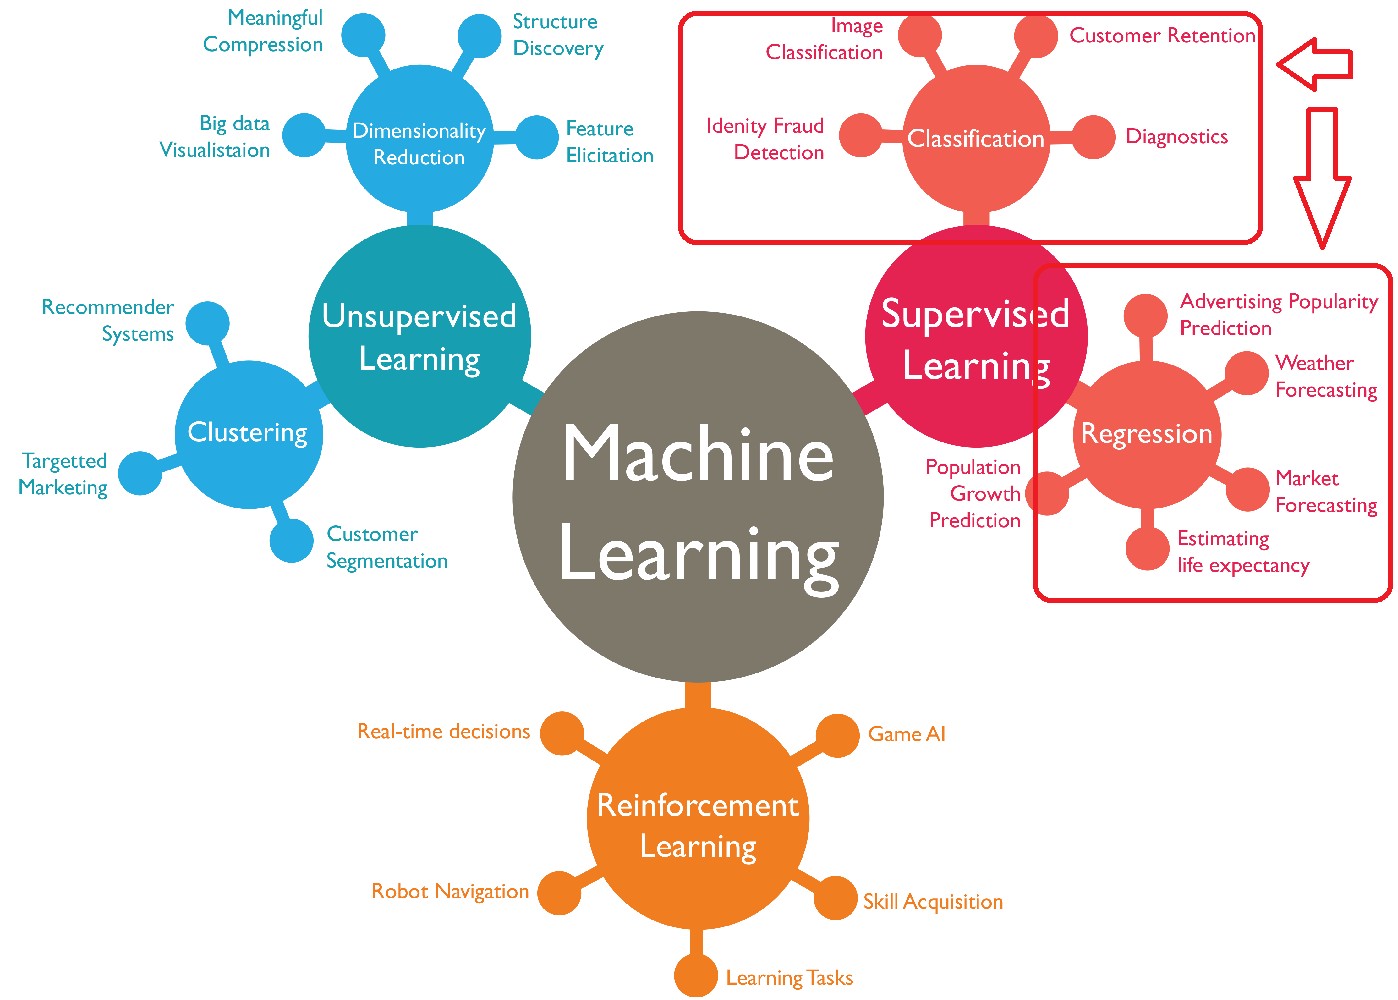 Meaningful
Compression
Structure
Discovery
Big data
Visualistaion
Dimensionality
Reduction
Feature
Elicitation
Image
Classification
Customer Retention
Idenity Fraud
Detection
Classification
Diagnostics
Recommender
Systems
Unsupervised
Learning
Clustering
Targetted
Marketing
Customer
Segmentation
Machine
Learning
Supervised
Learning
Advertising Popularity
Prediction
Weather
Forecasting
Regression
Population
Growth
Prediction
Market
Forecasting
Estimating
life expectancy
Real-time decisions
Game AI
Reinforcement
Learning
Robot Navigation
Skill Acquisition
Learning Tasks